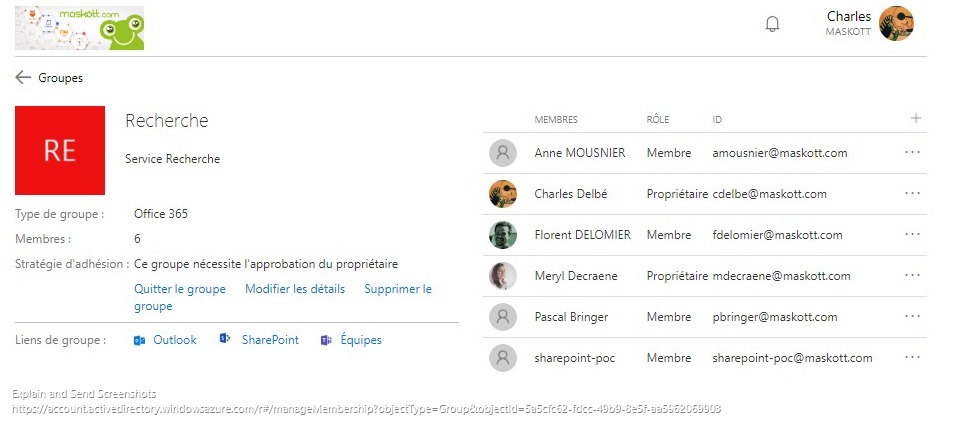 maskott.com
Charles
MASKOTT
Groupes
RE
Recherche
Service Recherche
Type de groupe : Office 365
Membres : 6
Stratégie d'adhésion : Ce groupe nécessite l'approbation du propriétaire
Quitter le groupe Modifier les détails Supprimer le
groupe
Liens de groupe : Outlook SharePoint Équipes
MEMBRES RÔLE ID +
Anne MOUSNIER Membre amousnier@maskott.com ...
Charles Delbé Propriétaire cdelbe@maskott.com ...
Florent DELOMIER Membre fdelomier@maskott.com ...
Meryl Decraene Propriétaire mdecraene@maskott.com ...
Pascal Bringer Membre pbringer@maskott.com ...
sharepoint-poc Membre sharepoint-poc@maskott.com ...
Explain and Send Screenshots
https://account.activedirectory.windowsazure.com/r#/manageMembership?objectType=Group&objectId=5a5cfc62-fdcc-49b9-8e5f-aa5962069903